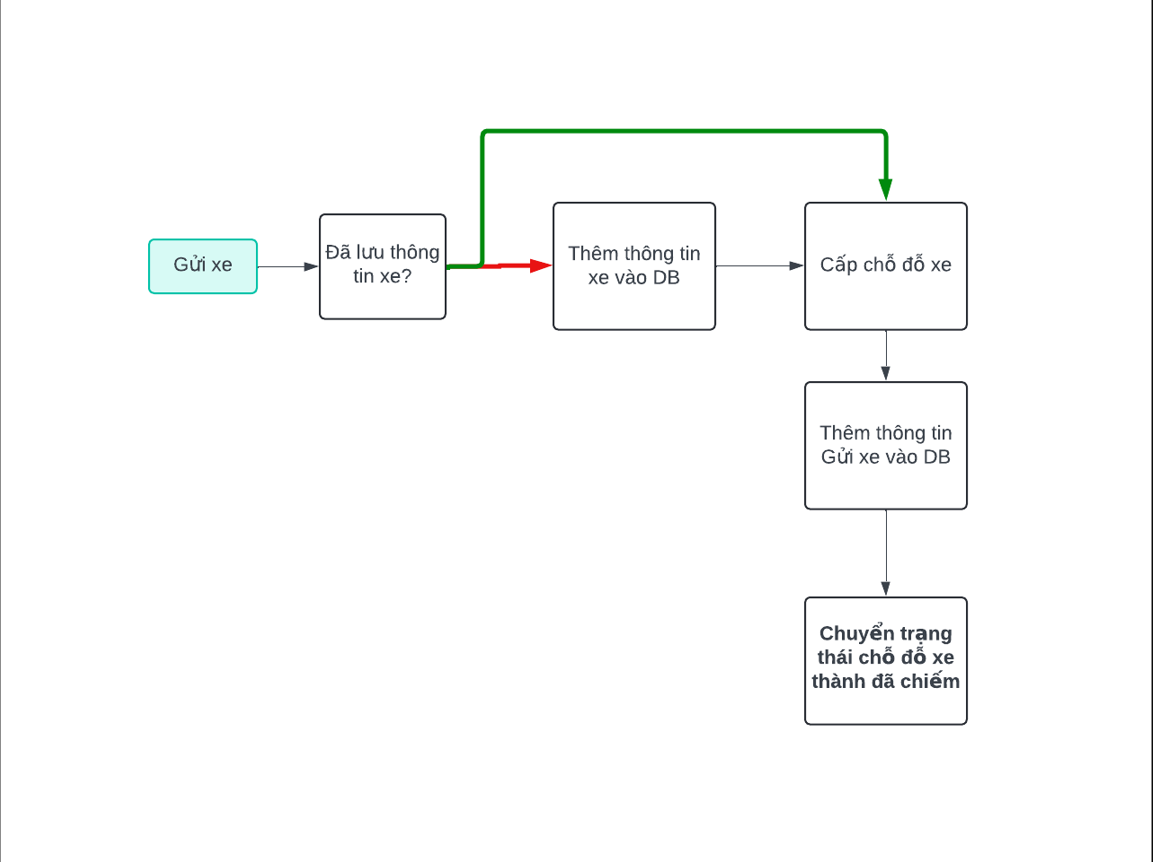 Gửi xe
Đã lưu thông
tin xe?
Thêm thông tin
xe vào DB
Cấp chỗ đỗ xe
Thêm thông tin
Gửi xe vào DB
Chuyển trạng
thái chỗ đỗ xe
thành đã chiếm